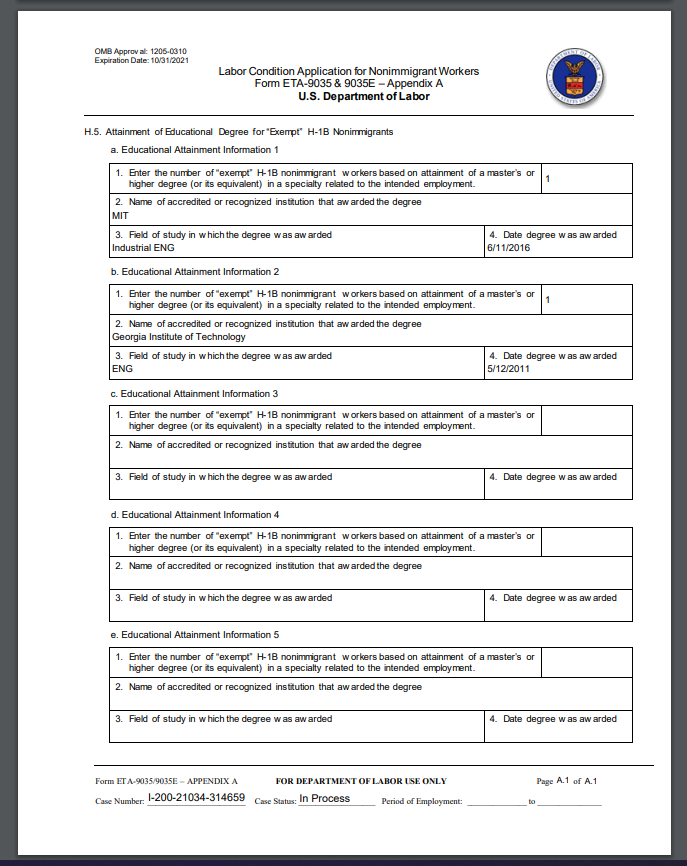 OMB Approval: 1205-0310
Expiration Date: 10/31/2021
Labor Condition Application for Nonimmigrant Workers
Form ETA-9035 & 9035E – Appendix A
U.S. Department of Labor
H.5. Attainment of Educational Degree for "Exempt" H-1B Nonimmigrants
a. Educational Attainment Information 1
1. Enter the number of "exempt" H-1B nonimmigrant workers based on attainment of a master's or
higher degree (or its equivalent) in a specialty related to the intended employment.
1
2. Name of accredited or recognized institution that awarded the degree
MIT
3. Field of study in which the degree was awarded
Industrial ENG
4. Date degree was awarded
6/11/2016
b. Educational Attainment Information 2
1. Enter the number of "exempt" H-1B nonimmigrant workers based on attainment of a master's or
higher degree (or its equivalent) in a specialty related to the intended employment.
1
2. Name of accredited or recognized institution that awarded the degree
Georgia Institute of Technology
3. Field of study in which the degree was awarded
ENG
4. Date degree was awarded
5/12/2011
c. Educational Attainment Information 3
1. Enter the number of "exempt" H-1B nonimmigrant workers based on attainment of a master's or
higher degree (or its equivalent) in a specialty related to the intended employment.
2. Name of accredited or recognized institution that awarded the degree
3. Field of study in which the degree was awarded
4. Date degree was awarded
d. Educational Attainment Information 4
1. Enter the number of "exempt" H-1B nonimmigrant workers based on attainment of a master's or
higher degree (or its equivalent) in a specialty related to the intended employment.
2. Name of accredited or recognized institution that awarded the degree
3. Field of study in which the degree was awarded
4. Date degree was awarded
e. Educational Attainment Information 5
1. Enter the number of "exempt" H-1B nonimmigrant workers based on attainment of a master's or
higher degree (or its equivalent) in a specialty related to the intended employment.
2. Name of accredited or recognized institution that awarded the degree
3. Field of study in which the degree was awarded
4. Date degree was awarded
Form ETA-9035/9035E – APPENDIX A FOR DEPARTMENT OF LABOR USE ONLY Page A.1 of A.1
Case Number: I-200-21034-314659 Case Status: In Process Period of Employment: ____________ to ____________